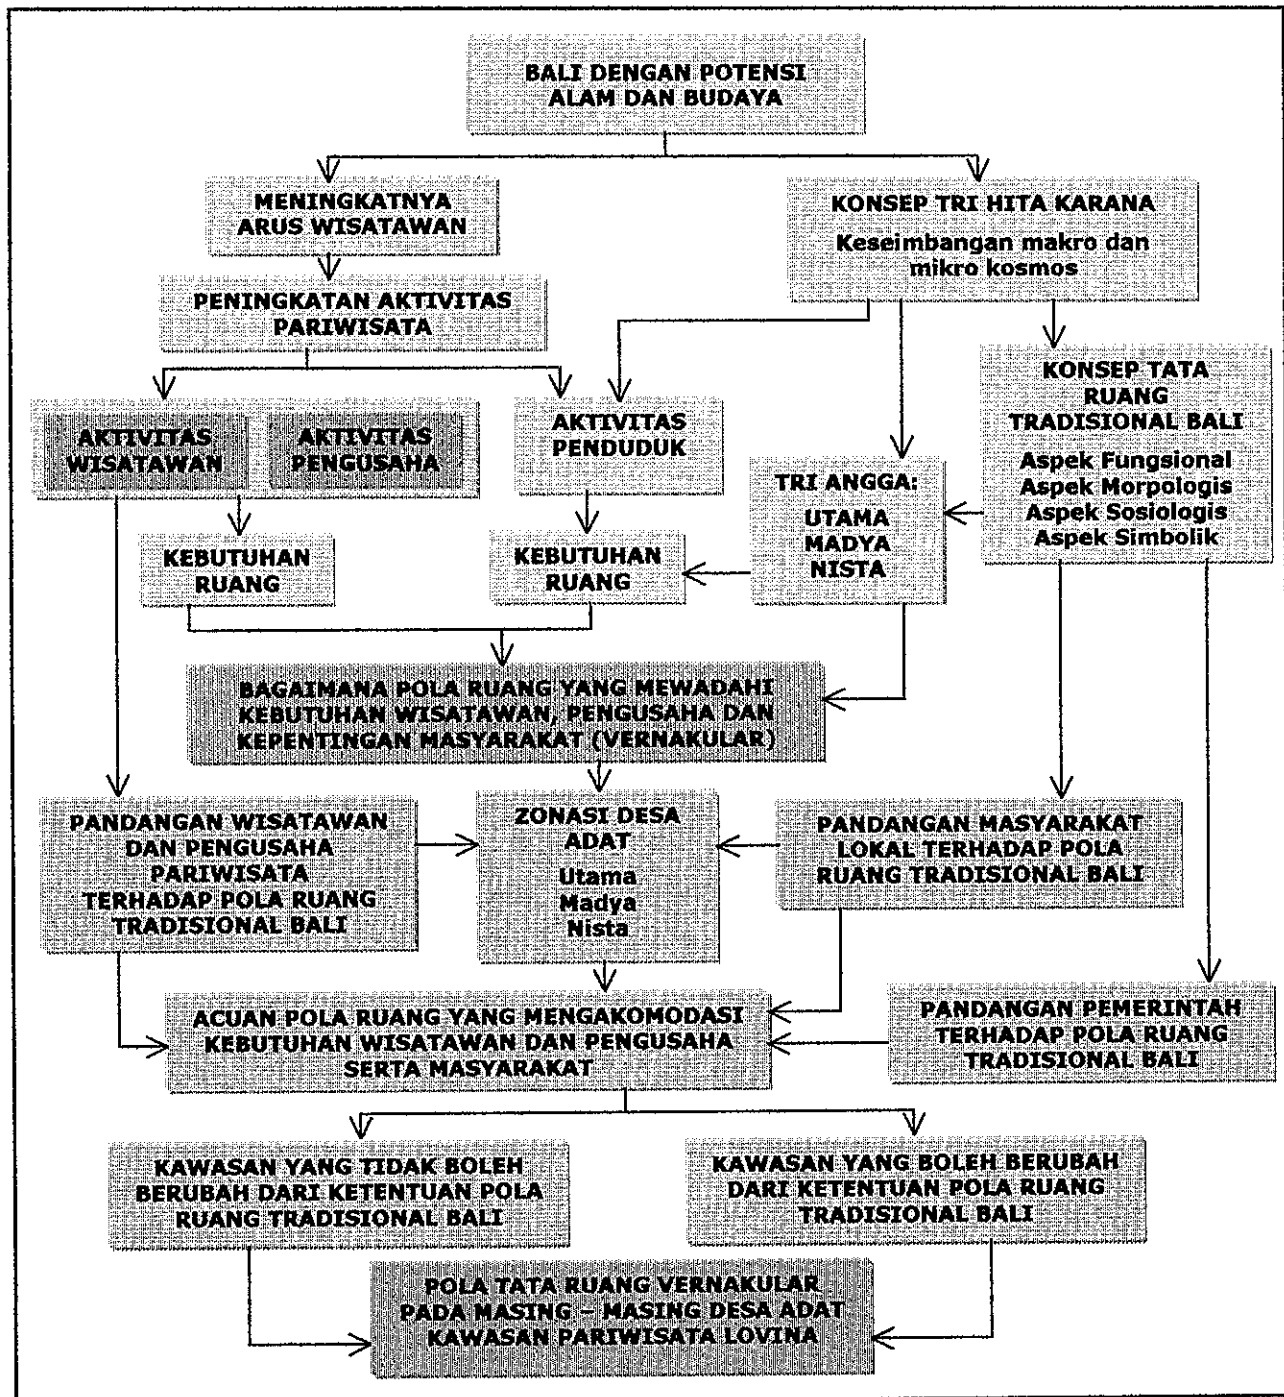 BALI DENGAN POTENSI
ALAM DAN BUDAYA
MENINGKATNYA
ARUS WISATAWAN
KONSEP TRI HITA KARANA
Keseimbangan makro dan
mikro kosmos
PENINGKATAN AKTIVITAS
PARIWISATA
AKTIVITAS
WISATAWAN
AKTIVITAS
PENGUSAHA
AKTIVITAS
PENDUDUK
KONSEP TATA
RUANG
TRADISIONAL BALI
Aspek Fungsional
Aspek Morpologis
Aspek Sosiologis
Aspek Simbolik
TRI ANGGA:
UTAMA
MADYA
NISTA
KEBUTUHAN
RUANG
KEBUTUHAN
RUANG
BAGAIMANA POLA RUANG YANG MEWADAHI
KEBUTUHAN WISATAWAN, PENGUSAHA DAN
KEPENTINGAN MASYARAKAT (VERNAKULAR)
PANDANGAN WISATAWAN
DAN PENGUSAHA
PARIWISATA
TERHADAP POLA RUANG
TRADISIONAL BALI
ZONASI DESA
ADAT
Utama
Madya
Nista
PANDANGAN MASYARAKAT
LOKAL TERHADAP POLA
RUANG TRADISIONAL BALI
ACUAN POLA RUANG YANG MENGAKOMODASI
KEBUTUHAN WISATAWAN DAN PENGUSAHA
SERTA MASYARAKAT
PANDANGAN PEMERINTAH
TERHADAP POLA RUANG
TRADISIONAL BALI
KAWASAN YANG TIDAK BOLEH
BERUBAH DARI KETENTUAN POLA
RUANG TRADISIONAL BALI
KAWASAN YANG BOLEH BERUBAH
DARI KETENTUAN POLA RUANG
TRADISIONAL BALI
POLA TATA RUANG VERNAKULAR
PADA MASING – MASING DESA ADAT
KAWASAN PARIWISATA LOVINA